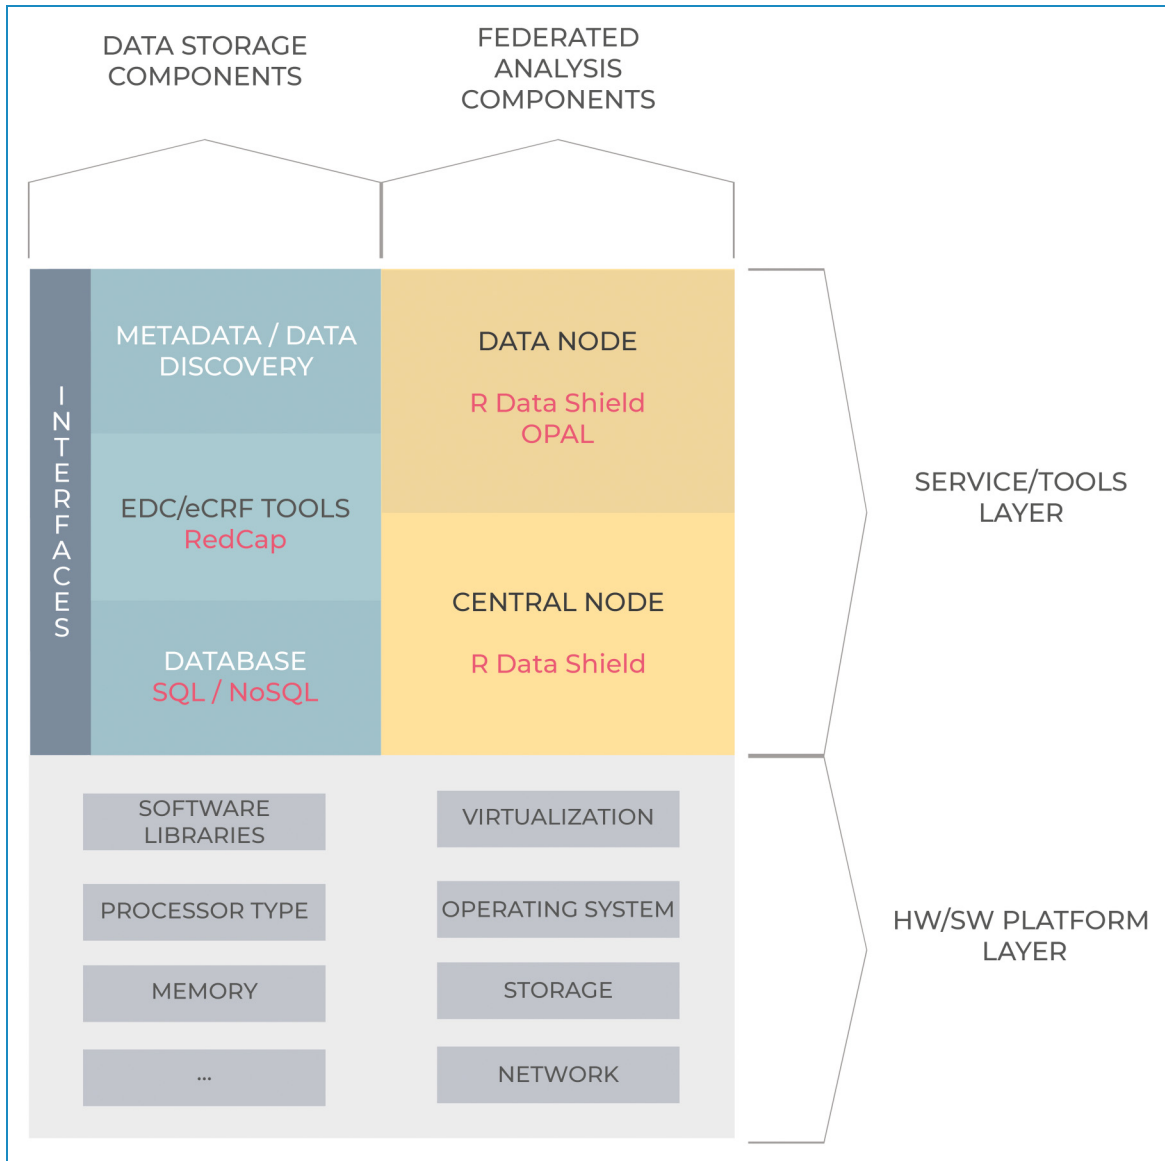 DATA STORAGE
COMPONENTS
FEDERATED
ANALYSIS
COMPONENTS
INTERFACES
METADATA / DATA
DISCOVERY
EDC/eCRF TOOLS
RedCap
DATABASE
SQL / NoSQL
DATA NODE
R Data Shield
OPAL
CENTRAL NODE
R Data Shield
SERVICE/TOOLS
LAYER
SOFTWARE
LIBRARIES
VIRTUALIZATION
PROCESSOR TYPE
OPERATING SYSTEM
MEMORY
STORAGE
...
NETWORK
HW/SW PLATFORM
LAYER